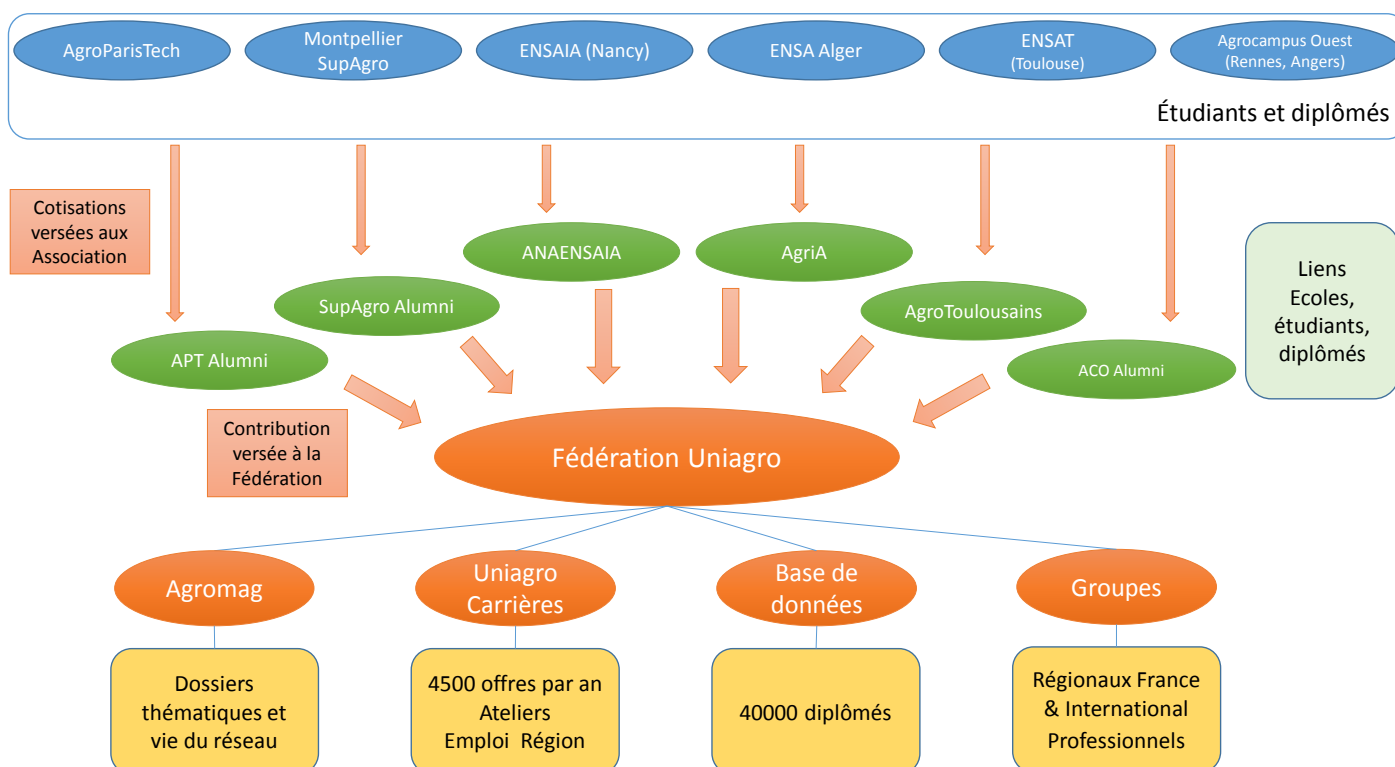 AgroParisTech
Montpellier
SupAgro
ENSAIA (Nancy)
ENSA Alger
ENSAT
(Toulouse)
Agrocampus Ouest
(Rennes, Angers)
Étudiants et diplômés
Cotisations
versées aux
Association
ANAENSAIA
AgriA
SupAgro Alumni
AgroToulousains
APT Alumni
ACO Alumni
Liens
Ecoles,
étudiants,
diplômés
Contribution
versée à la
Fédération
Fédération Uniagro
Agromag
Uniagro
Carrières
Base de
données
Groupes
Dossiers
thématiques et
vie du réseau
4500 offres par an
Ateliers
Emploi Région
40000 diplômés
Régionaux France
& International
Professionnels